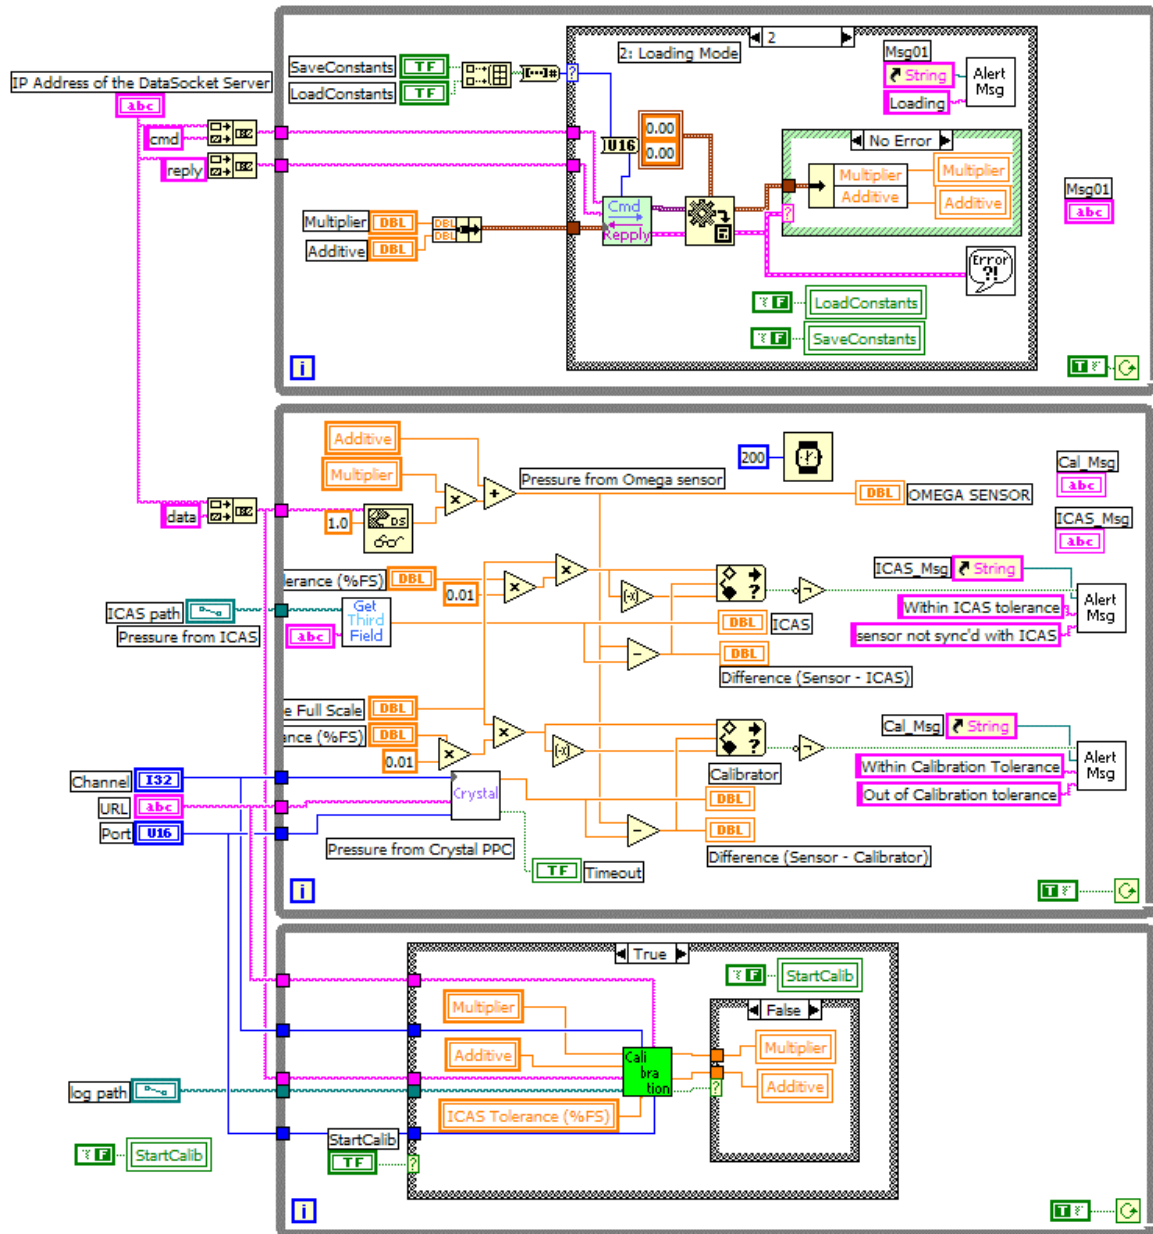 2
2: Loading Mode
Msg01
String
Loading
Alert
Msg
SaveConstants
TF
LoadConstants
TF
?
IP Address of the DataSocket Server
abc
cmd
reply
U16
0.00
0.00
No Error
Multiplier
Additive
Multiplier
Additive
?
Msg01
abc
Multiplier
DBL
Additive
DBL
DBL
DBL
Cmd
Repply
Error
?!
F
LoadConstants
F
SaveConstants
i
T
Additive
Multiplier
200
Pressure from Omega sensor
DBL
OMEGA SENSOR
Cal_Msg
abc
ICAS_Msg
abc
data
1.0
DS
x
+
erance (%FS)
DBL
0.01
x
x
(-x)
?
ICAS_Msg
String
Within ICAS tolerance
sensor not sync'd with ICAS
Alert
Msg
ICAS path
Pressure from ICAS
abc
Get
Third
Field
DBL
ICAS
-
DBL
Difference (Sensor - ICAS)
e Full Scale
DBL
ance (%FS)
DBL
0.01
x
x
(-x)
?
Cal_Msg
String
Within Calibration Tolerance
Out of Calibration tolerance
Alert
Msg
Channel
I32
URL
abc
Port
U16
Crystal
Pressure from Crystal PPC
Calibrator
DBL
-
DBL
Difference (Sensor - Calibrator)
TF
Timeout
i
T
True
F
StartCalib
False
Multiplier
Additive
Cali
bra
tion
ICAS Tolerance (%FS)
Multiplier
Additive
?
log path
StartCalib
TF
?
F
StartCalib
i
T